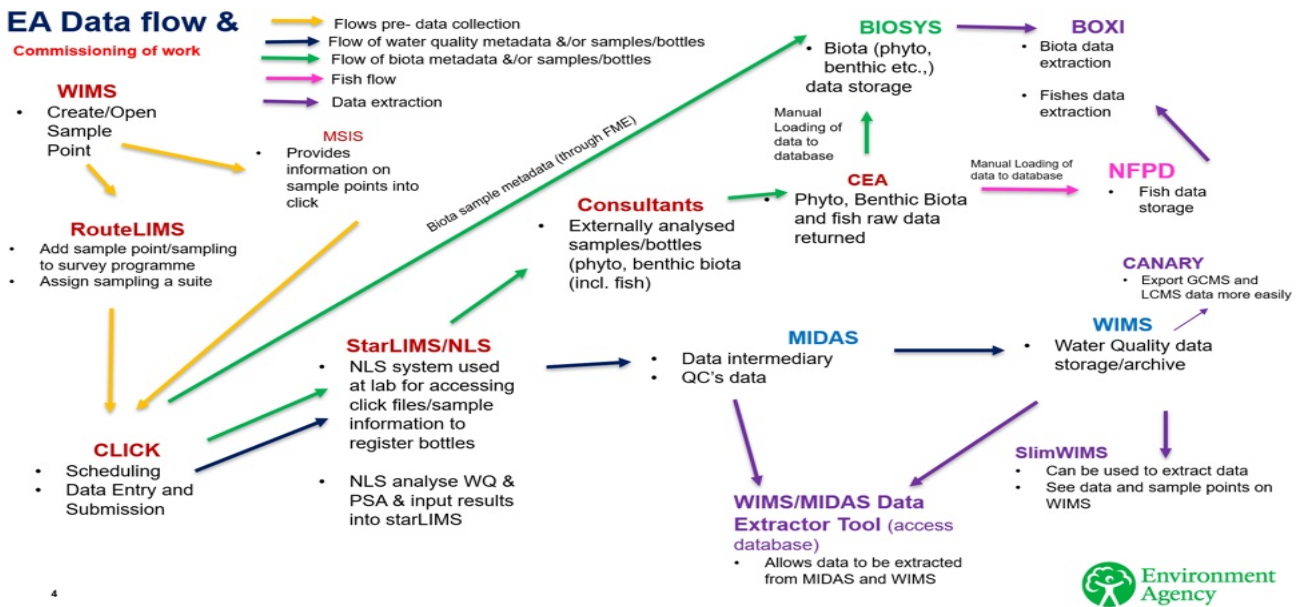 EA Data flow &
Commissioning of work
Flows pre- data collection
Flow of water quality metadata &/or samples/bottles
Flow of biota metadata &/or samples/bottles
Fish flow
Data extraction
WIMS
• Create/Open
Sample
Point
MSIS
• Provides
information on
sample points into
click
RouteLIMS
• Add sample point/sampling
to survey programme
• Assign sampling a suite
CLICK
• Scheduling
• Data Entry and
Submission
Biota sample metadata (through FME)
StarLIMS/NLS
• NLS system used
at lab for accessing
click files/sample
information to
register bottles
• NLS analyse WQ &
PSA & input results
into starLIMS
Consultants
• Externally analysed
samples/bottles
(phyto, benthic biota
(incl. fish)
BIOSYS
• Biota (phyto,
benthic etc.,)
data storage
Manual
Loading of
data to
database
CEA
• Phyto, Benthic Biota
and fish raw data
returned
BOXI
• Biota data
extraction
• Fishes data
extraction
Manual Loading of
data to database
NFPD
• Fish data
storage
CANARY
• Export GCMS and
LCMS data more easily
MIDAS
• Data intermediary
• QC's data
WIMS
• Water Quality data
storage/archive
SlimWIMS
• Can be used to extract data
• See data and sample points on
WIMS
WIMS/MIDAS Data
Extractor Tool (access
database)
• Allows data to be extracted
from MIDAS and WIMS
4
Environment
Agency